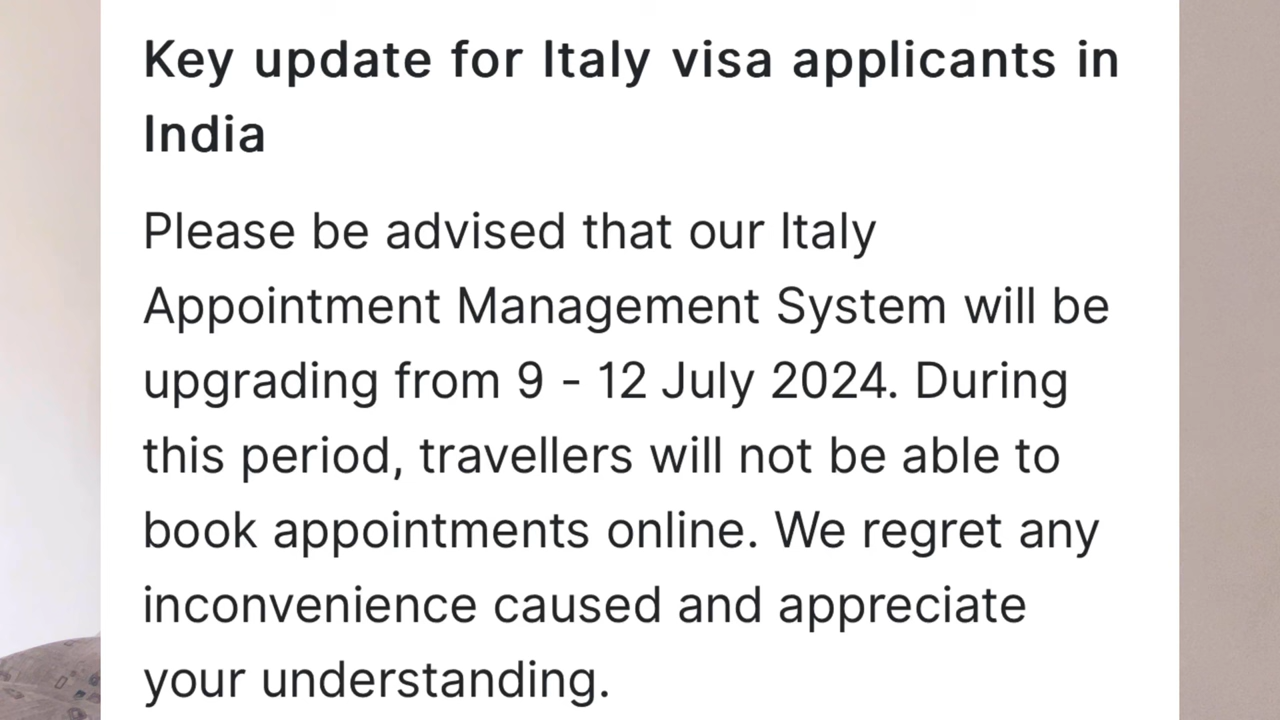 Key update for Italy visa applicants in
India
Please be advised that our Italy
Appointment Management System will be
upgrading from 9 - 12 July 2024. During
this period, travellers will not be able to
book appointments online. We regret any
inconvenience caused and appreciate
your understanding.